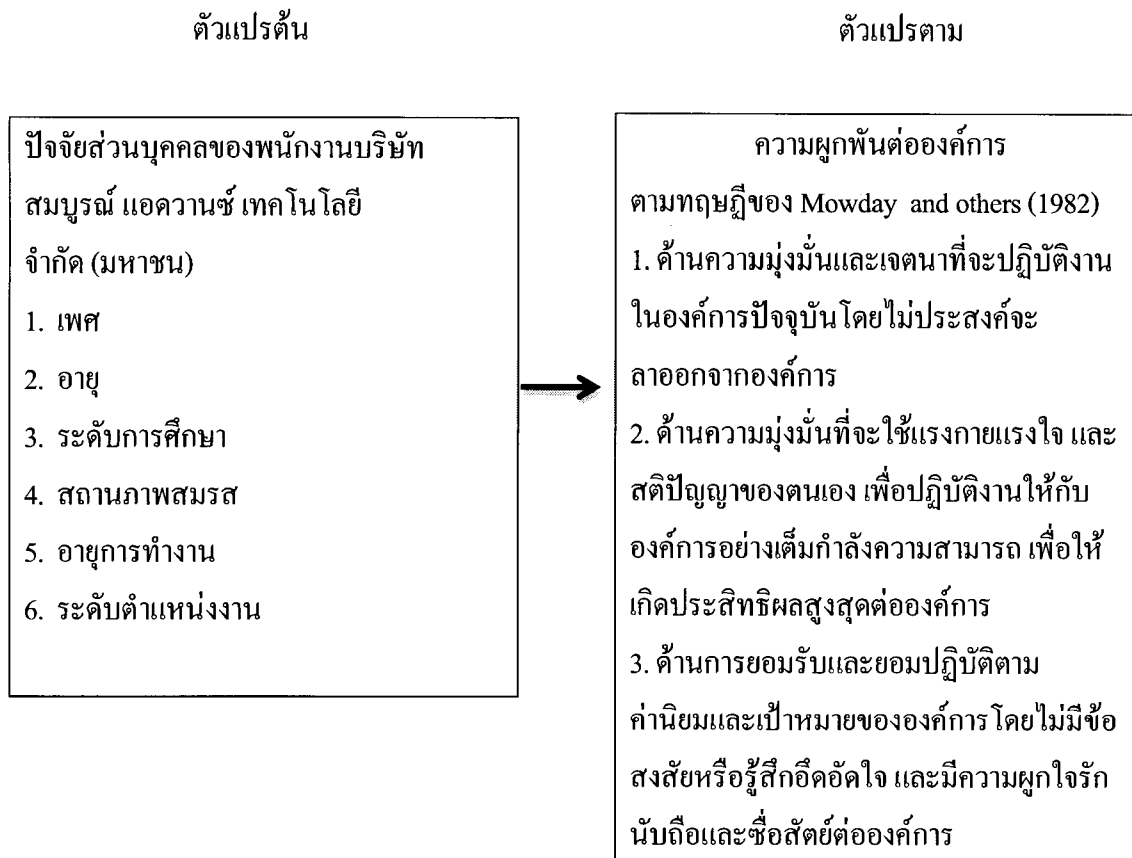 ตัวแปรต้น
ตัวแปรตาม
ปัจจัยส่วนบุคคลของพนักงานบริษัท
สมบูรณ์ แอดวานซ์ เทคโนโลยี
จำกัด (มหาชน)
1. เพศ
2. อายุ
3. ระดับการศึกษา
4. สถานภาพสมรส
5. อายุการทำงาน
6. ระดับตำแหน่งงาน
ความผูกพันต่อองค์การ
ตามทฤษฎีของ Mowday and others (1982)
1. ด้านความมุ่งมั่นและเจตนาที่จะปฏิบัติงาน
ในองค์การปัจจุบันโดยไม่ประสงค์จะ
ลาออกจากองค์การ
2. ด้านความมุ่งมั่นที่จะใช้แรงกายแรงใจ และ
สติปัญญาของตนเอง เพื่อปฏิบัติงานให้กับ
องค์การอย่างเต็มกำลังความสามารถ เพื่อให้
เกิดประสิทธิผลสูงสุดต่อองค์การ
3. ด้านการยอมรับและยอมปฏิบัติตาม
ค่านิยมและเป้าหมายขององค์การโดยไม่มีข้อ
สงสัยหรือรู้สึกอึดอัดใจ และมีความผูกใจรัก
นับถือและซื่อสัตย์ต่อองค์การ